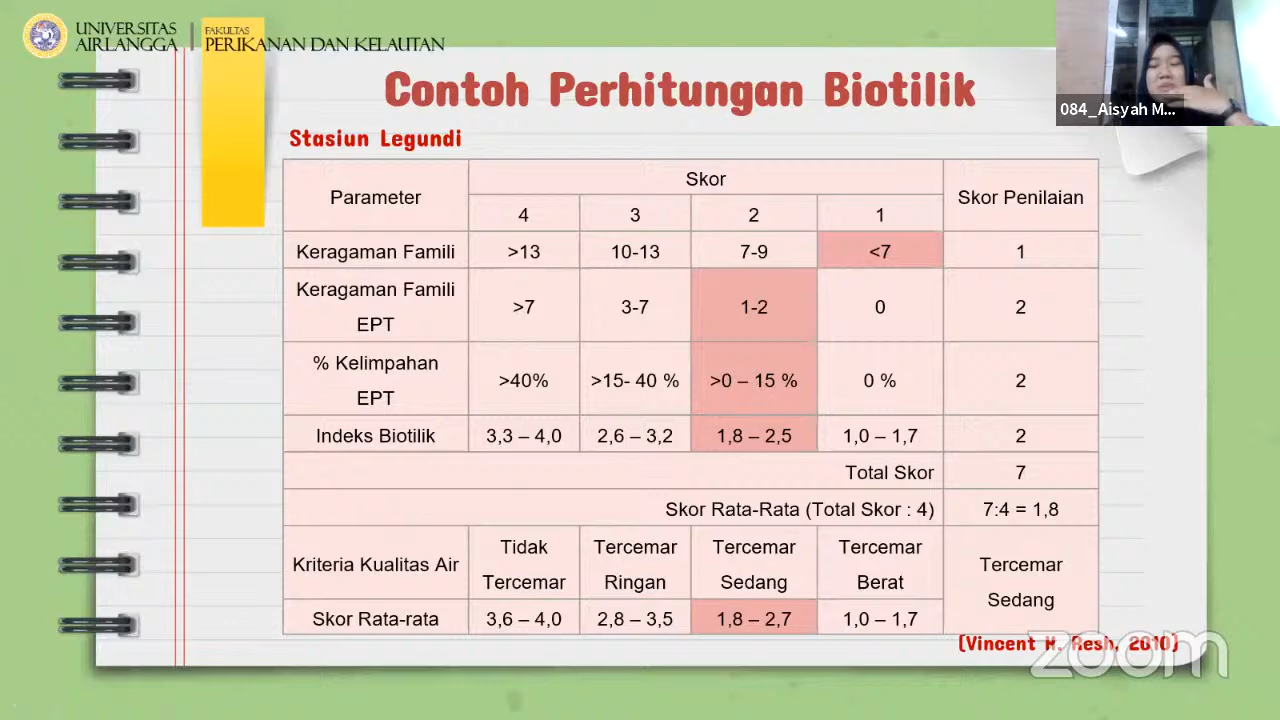 UNIVERSITAS
AIRLANGGA
FAKULTAS
PERIKANAN DAN KELAUTAN
084_Aisyah M...
Contoh Perhitungan Biotilik
Stasiun Legundi
Parameter
Skor
Skor Penilaian
4 3 2 1
Keragaman Famili >13 10-13 7-9 <7 1
Keragaman Famili
EPT >7 3-7 1-2 0 2
% Kelimpahan
EPT >40% >15- 40 % >0 – 15 % 0 % 2
Indeks Biotilik 3,3 – 4,0 2,6 – 3,2 1,8 – 2,5 1,0 – 1,7 2
Total Skor 7
Skor Rata-Rata (Total Skor : 4) 7:4 = 1,8
Kriteria Kualitas Air
Tidak
Tercemar
Tercemar
Ringan
Tercemar
Sedang
Tercemar
Berat
Tercemar
Sedang
Skor Rata-rata 3,6 – 4,0 2,8 – 3,5 1,8 – 2,7 1,0 – 1,7
(Vincent H. Resh, 2010)
zoom